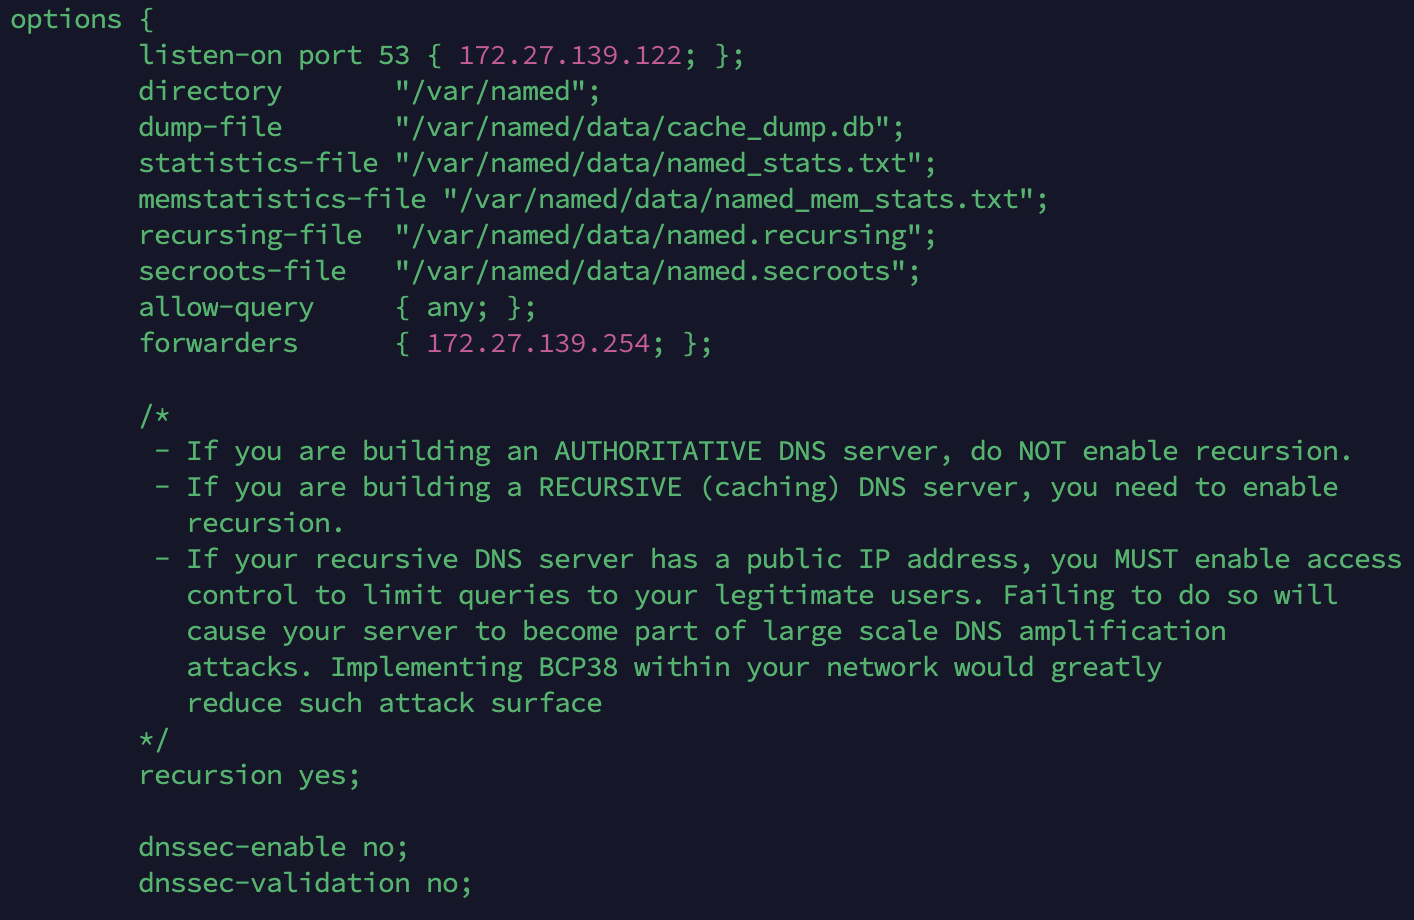 options {
        listen-on port 53 { 172.27.139.122; };
        directory       "/var/named";
        dump-file       "/var/named/data/cache_dump.db";
        statistics-file "/var/named/data/named_stats.txt";
        memstatistics-file "/var/named/data/named_mem_stats.txt";
        recursing-file  "/var/named/data/named.recursing";
        secroots-file   "/var/named/data/named.secroots";
        allow-query     { any; };
        forwarders      { 172.27.139.254; };

        /*
         - If you are building an AUTHORITATIVE DNS server, do NOT enable recursion.
         - If you are building a RECURSIVE (caching) DNS server, you need to enable
           recursion.
         - If your recursive DNS server has a public IP address, you MUST enable access
           control to limit queries to your legitimate users. Failing to do so will
           cause your server to become part of large scale DNS amplification
           attacks. Implementing BCP38 within your network would greatly
           reduce such attack surface
        */
        recursion yes;

        dnssec-enable no;
        dnssec-validation no;